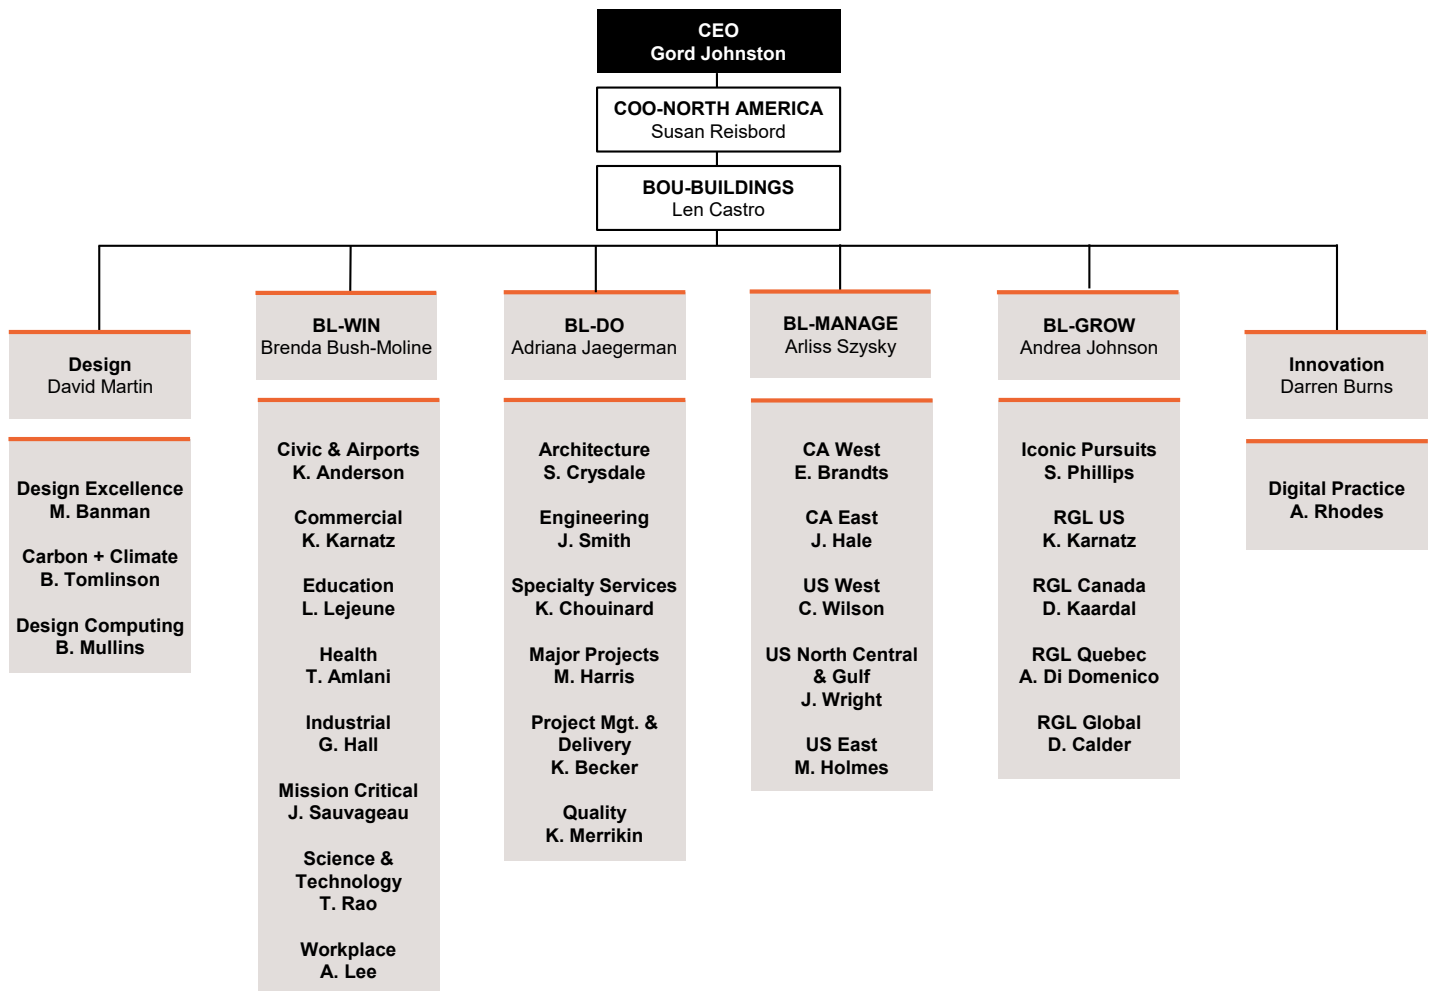 CEO
Gord Johnston
COO-NORTH AMERICA
Susan Reisbord
BOU-BUILDINGS
Len Castro
Design
David Martin
Design Excellence
M. Banman
Carbon + Climate
B. Tomlinson
Design Computing
B. Mullins
BL-WIN
Brenda Bush-Moline
Civic & Airports
K. Anderson
Commercial
K. Karnatz
Education
L. Lejeune
Health
T. Amlani
Industrial
G. Hall
Mission Critical
J. Sauvageau
Science &
Technology
T. Rao
Workplace
A. Lee
BL-DO
Adriana Jaegerman
Architecture
S. Crysdale
Engineering
J. Smith
Specialty Services
K. Chouinard
Major Projects
M. Harris
Project Mgt. &
Delivery
K. Becker
Quality
K. Merrikin
BL-MANAGE
Arliss Szysky
CA West
E. Brandts
CA East
J. Hale
US West
C. Wilson
US North Central
& Gulf
J. Wright
US East
M. Holmes
BL-GROW
Andrea Johnson
Iconic Pursuits
S. Phillips
RGL US
K. Karnatz
RGL Canada
D. Kaardal
RGL Quebec
A. Di Domenico
RGL Global
D. Calder
Innovation
Darren Burns
Digital Practice
A. Rhodes